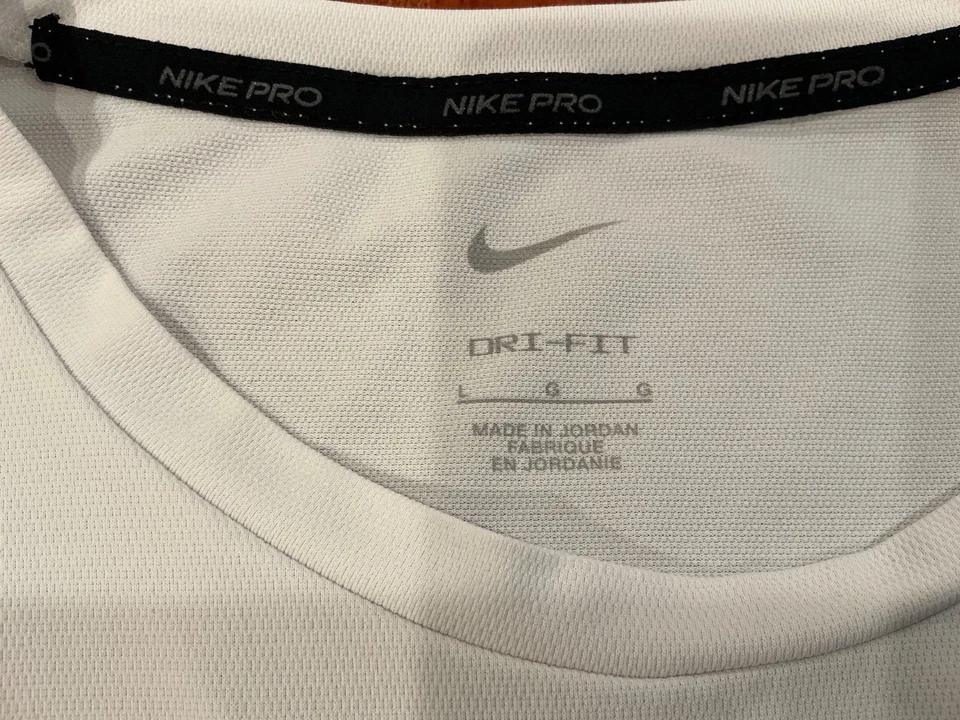 O
NIKE PRO NIKE PRO NIKE PRO
DRI-FIT
L G G
MADE IN JORDAN
FABRIQUE
EN JORDANIE